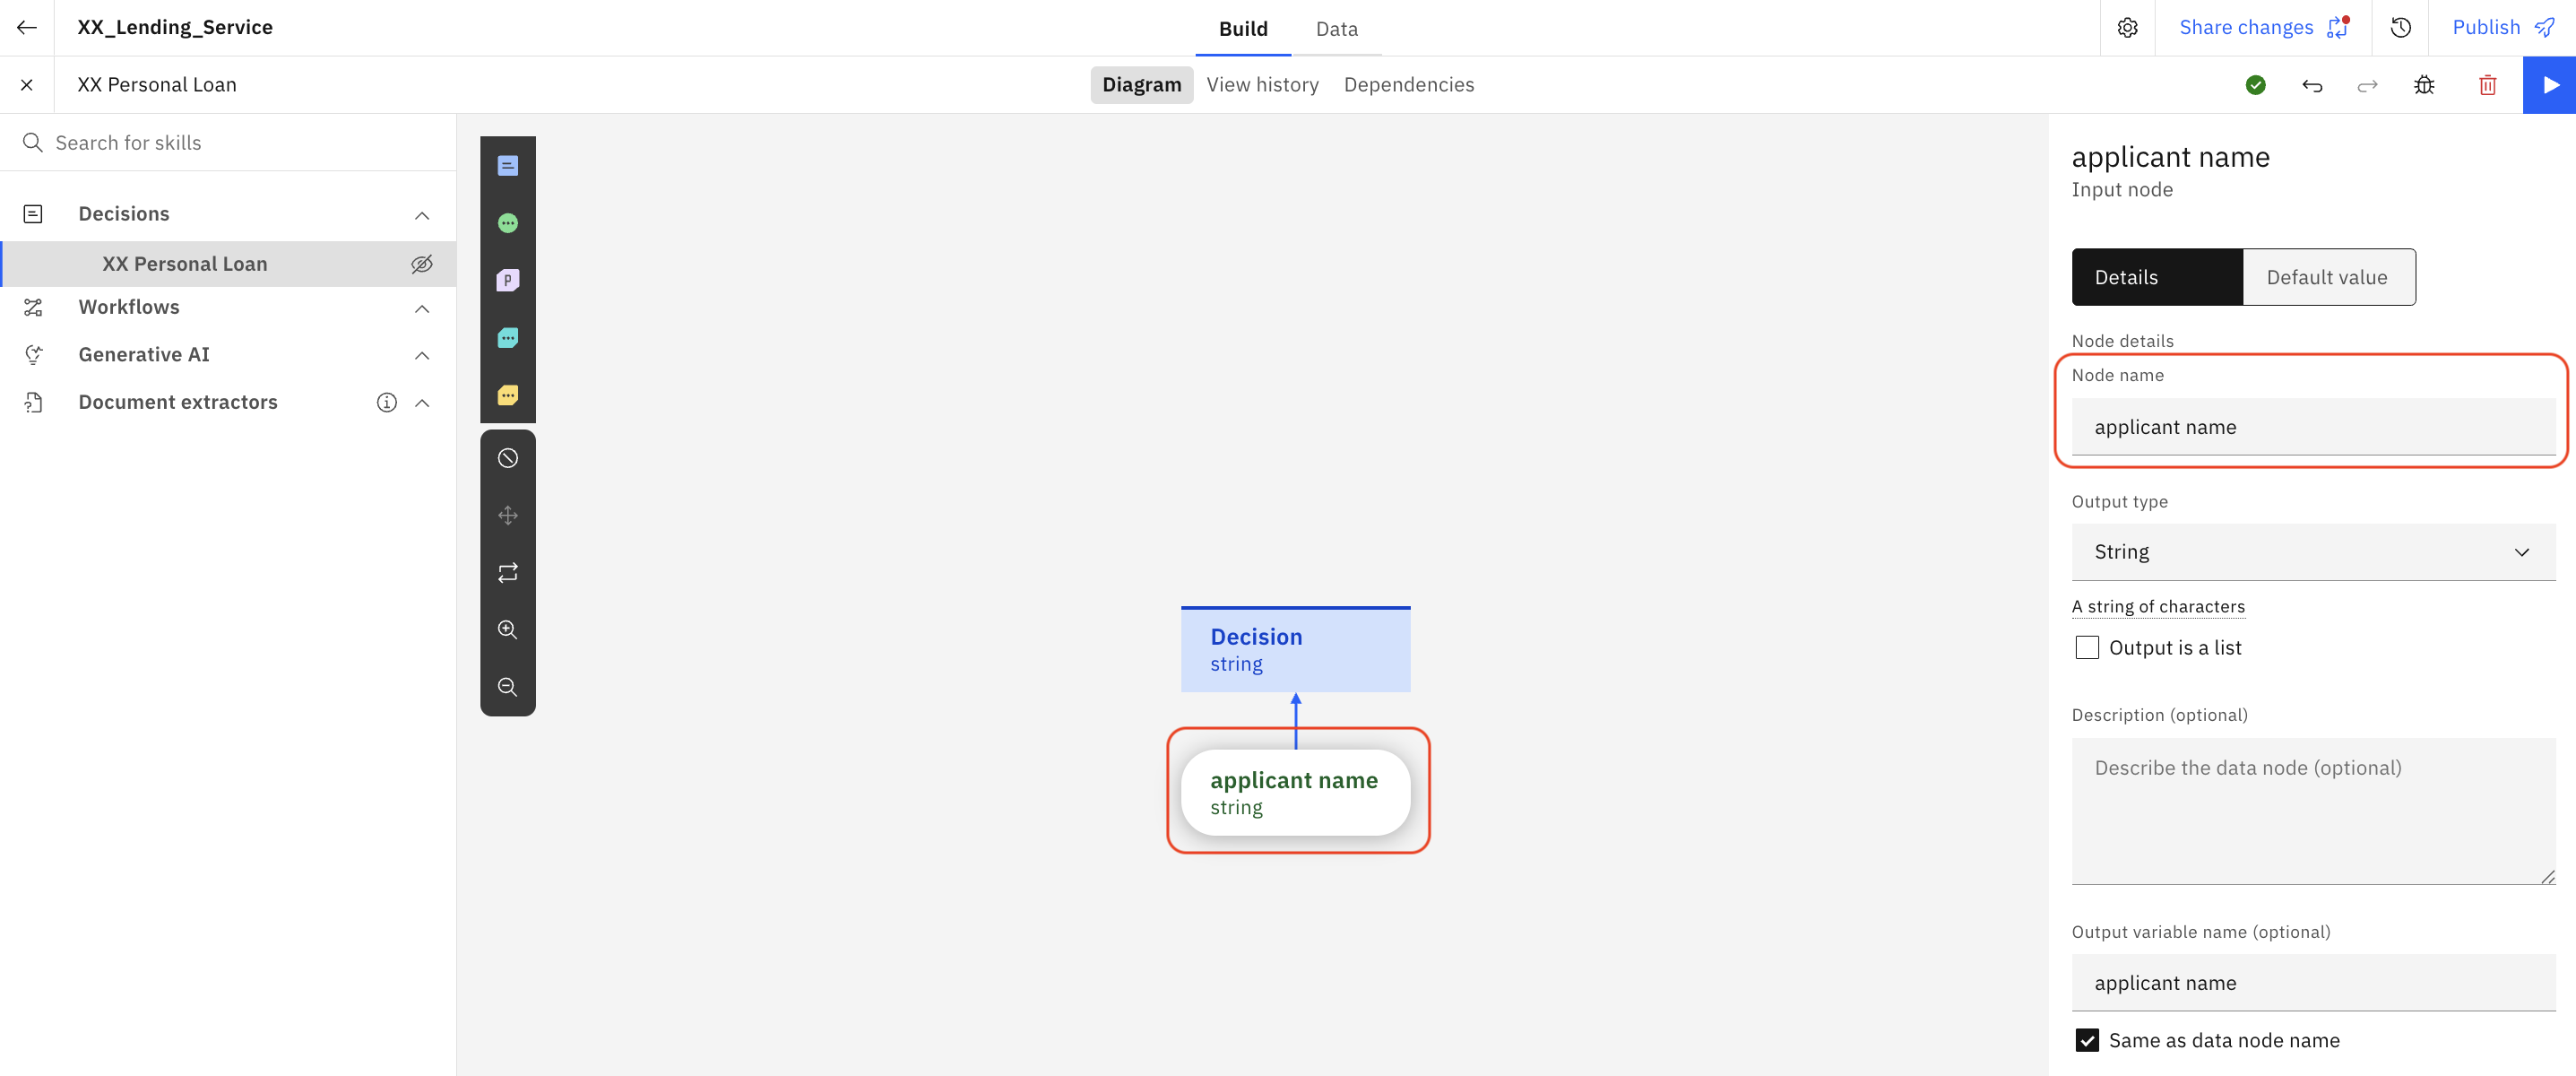 XX_Lending_Service
Build
Data
Share changes
Publish
XX Personal Loan
Diagram
View history
Dependencies
Search for skills
Decisions
XX Personal Loan
Workflows
Generative AI
Document extractors
P
Decision
string
applicant name
string
applicant name
Input node
Details
Default value
Node details
Node name
applicant name
Output type
String
A string of characters
Output is a list
Description (optional)
Describe the data node (optional)
Output variable name (optional)
applicant name
Same as data node name